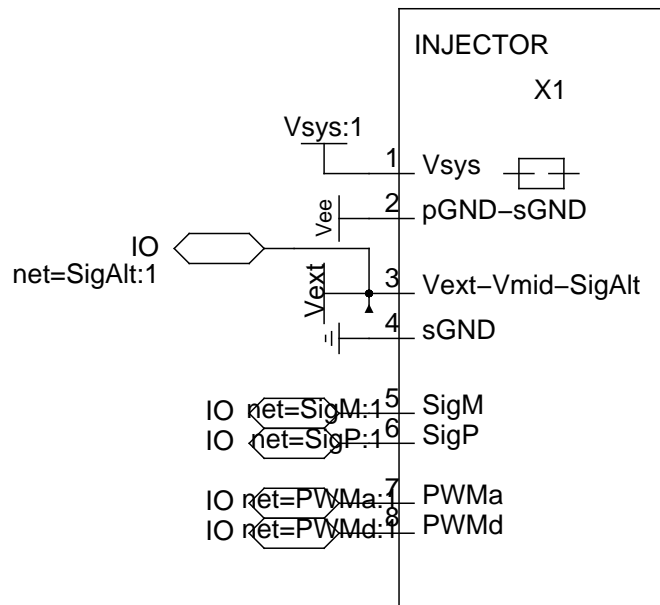 INJECTOR
X1
Vsys:1
1 Vsys
2 pGND-sGND
Vee
IO
net=SigAlt:1
Vext
3 Vext-Vmid-SigAlt
4 sGND
IO net=SigM:1 5 SigM
IO net=SigP:1 6 SigP
IO net=PWMa:1 7 PWMa
IO net=PWMd:1 8 PWMd